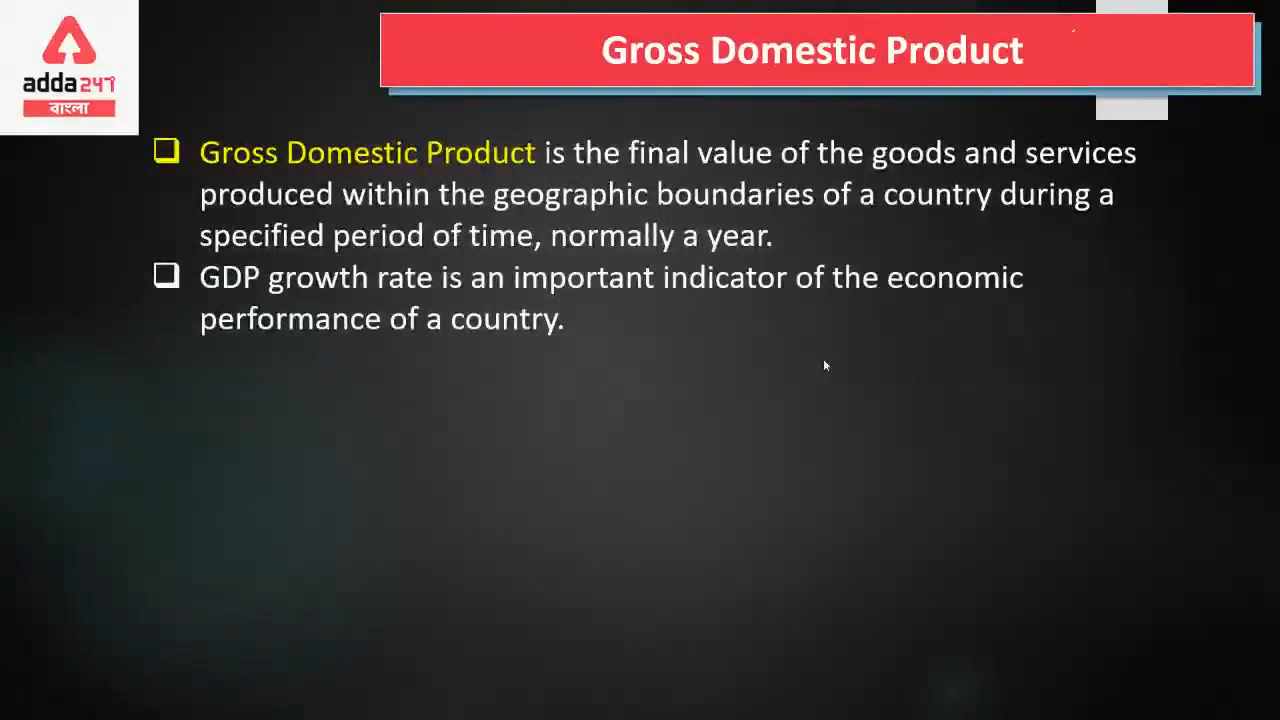 adda247
বাংলা
Gross Domestic Product
Gross Domestic Product is the final value of the goods and services
produced within the geographic boundaries of a country during a
specified period of time, normally a year.
GDP growth rate is an important indicator of the economic
performance of a country.